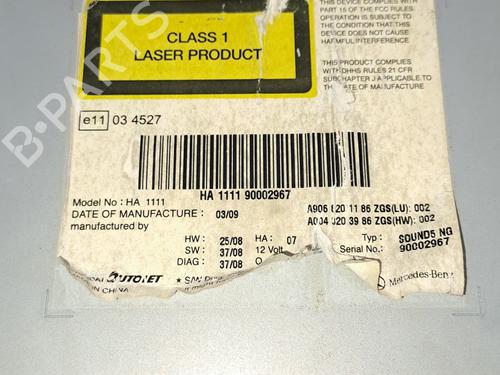 CLASS 1
LASER PRODUCT
THIS DEVICE COMPLIES WITH
PART 15 OF THE FCC RULES.
OPERATION IS SUBJECT TO
THE CONDITION THAT THIS
DEVICE DOES NOT CAUSE
HARMFUL INTERFERENCE
THIS PRODUCT COMPLIES
WITH DHHS RULES 21 CFR
SUBCHAPTER J APPLICABLE TO
THE DATE OF MANUFACTURE
e11 03 4527
HA 1111 90002967
Model No : HA 1111
DATE OF MANUFACTURE : 03/09
manufactured by
A906 820 11 86 ZGS(LU): 002
820 39 86 ZGS(HW): 002
HW : 25/08 HA : 07
SW : 37/08 12 Volt
DIAG : 37/08
Typ : SOUND5 NG
Serial No.: 90002967
AUTONET
IN CHINA
Mercedes-Benz
B-PARTS